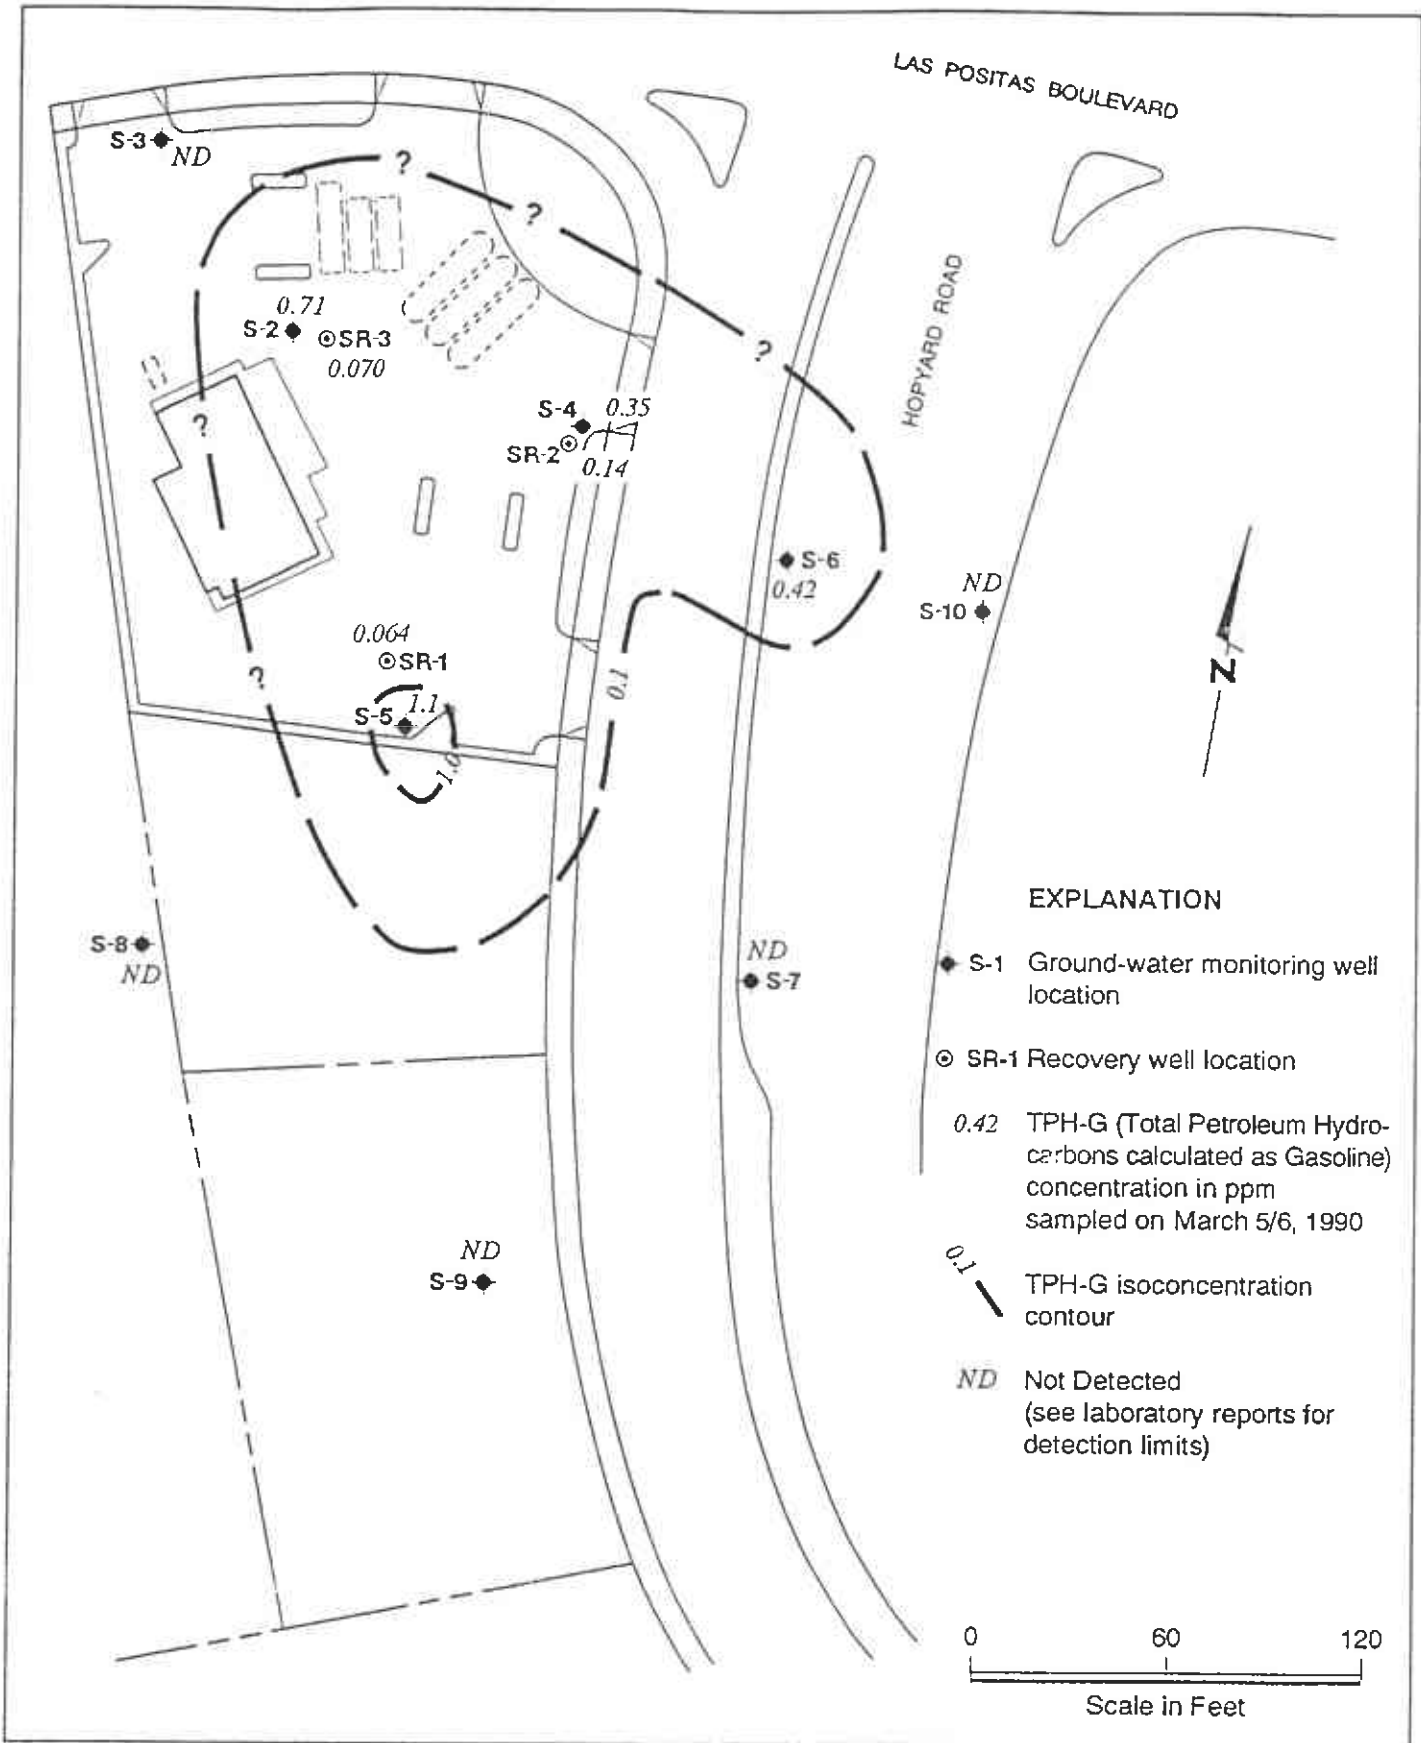 LAS POSITAS BOULEVARD
S-3
ND
?
?
HOPYARD ROAD
0.71
S-2
SR-3
0.070
?
?
S-4
0.35
SR-2
0.14
S-6
0.42
ND
S-10
N
0.064
SR-1
?
0.1
1.1
S-5
1.0
EXPLANATION
S-8
ND
ND
S-7
S-1 Ground-water monitoring well
location
SR-1 Recovery well location
0.42 TPH-G (Total Petroleum Hydro-
carbons calculated as Gasoline)
concentration in ppm
sampled on March 5/6, 1990
ND
S-9
0.1
TPH-G isoconcentration
contour
ND Not Detected
(see laboratory reports for
detection limits)
0 60 120
Scale in Feet